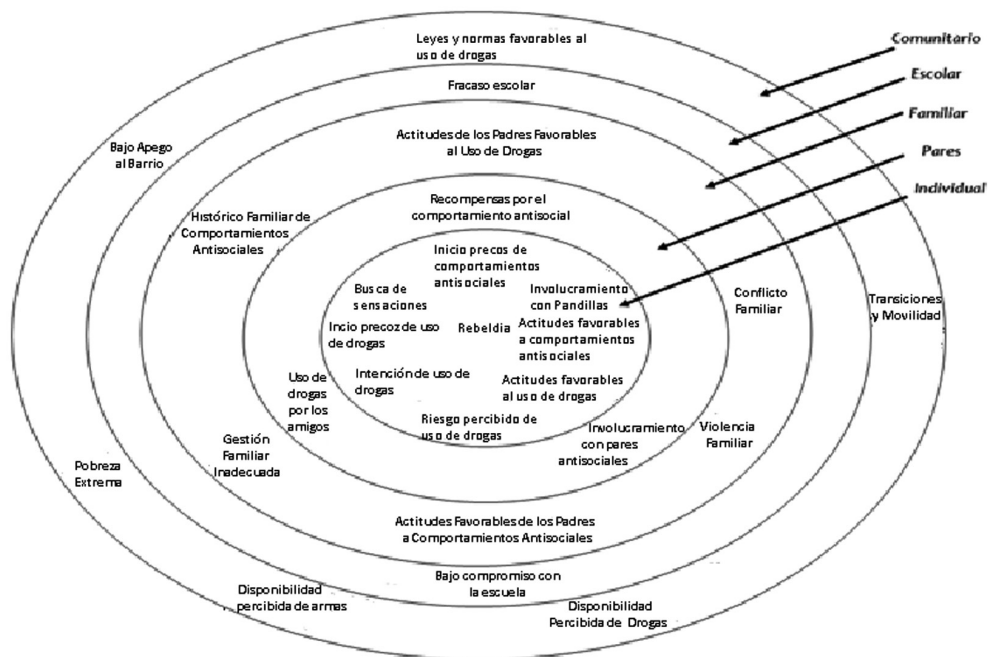 Leyes y normas favorables al
uso de drogas
Comunitario
Escolar
Familiar
Pares
Individual
Fracaso escolar
Bajo Apego
al Barrio
Actitudes de los Padres Favorables
al Uso de Drogas
Histórico Familiar de
Comportamientos
Antisociales
Recompensas por el
comportamiento antisocial
Inicio precos de
comportamientos
antisociales
Busca de
sensaciones
Involucramiento
con Pandillas
Incio precoz de uso
de drogas
Rebeldia
Actitudes favorables
a comportamientos
antisociales
Conflicto
Familiar
Transiciones
y Movilidad
Intención de uso de
drogas
Actitudes favorables
al uso de drogas
Uso de
drogas
por los
amigos
Riesgo percibido de
uso de drogas
Involucramiento
con pares
antisociales
Violencia
Familiar
Gestión
Familiar
Inadecuada
Pobreza
Extrema
Actitudes Favorables de los Padres
a Comportamientos Antisociales
Bajo compromiso con
la escuela
Disponibilidad
percibida de armas
Disponibilidad
Percibida de Drogas